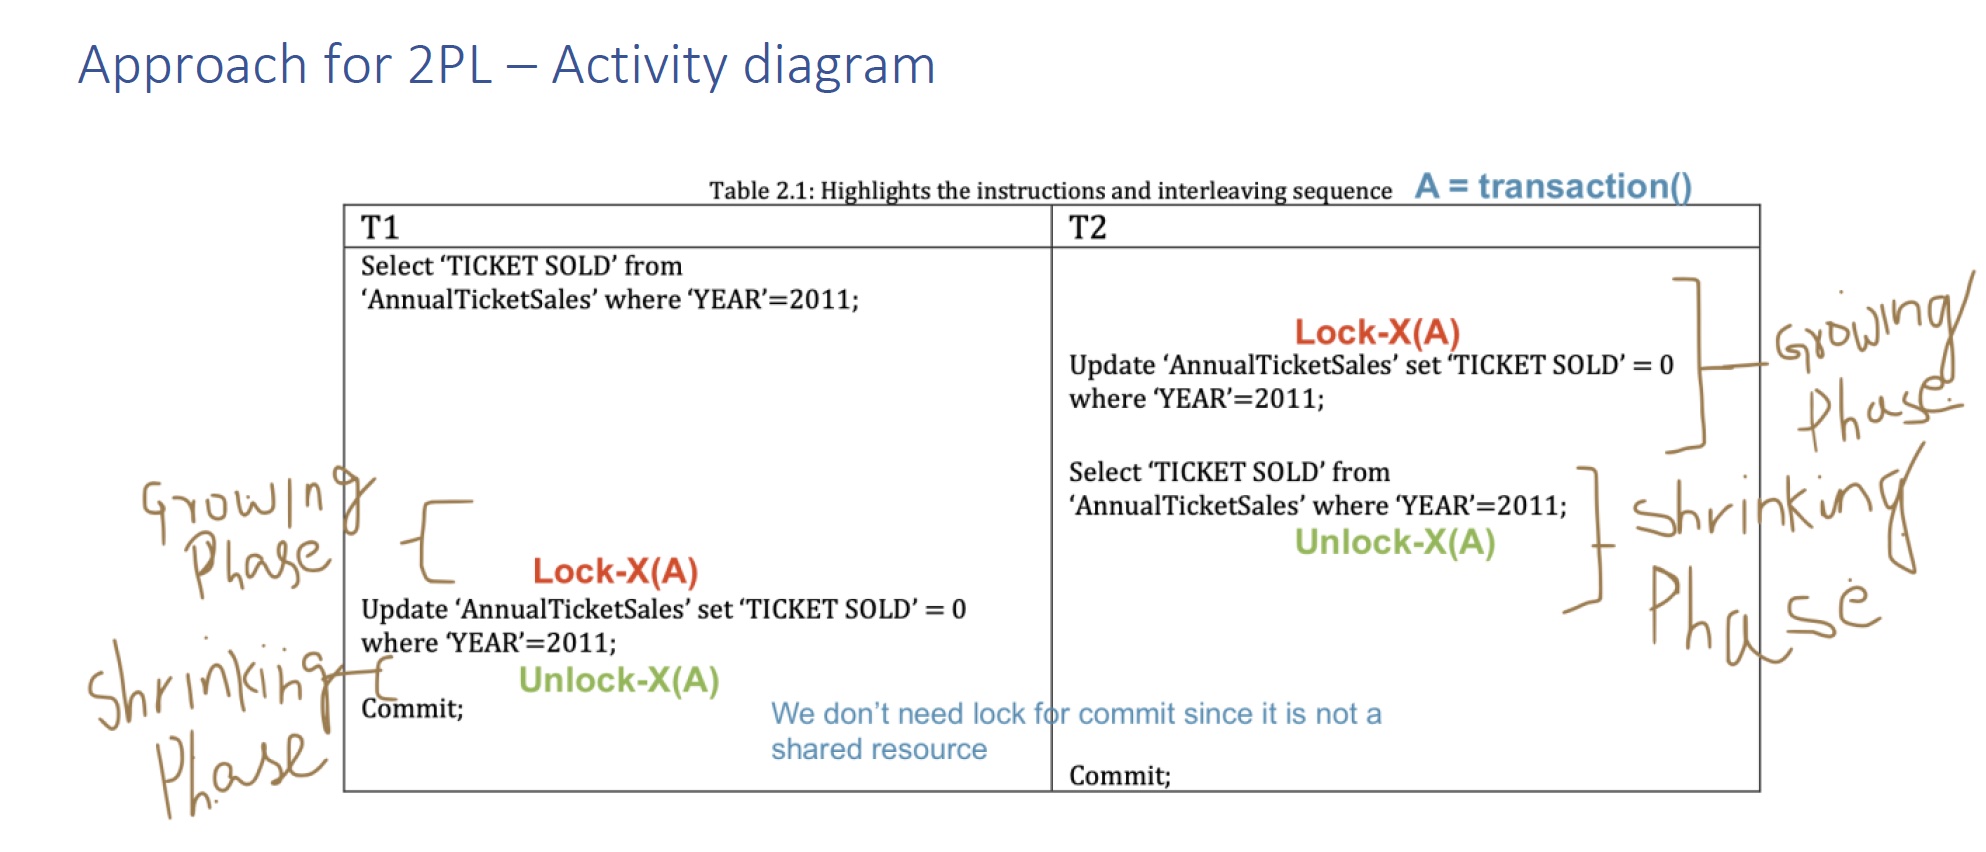 Approach for 2PL – Activity diagram
Table 2.1: Highlights the instructions and interleaving sequence A = transaction()
T1
T2
Select ‘TICKET SOLD’ from
‘AnnualTicketSales’ where ‘YEAR’=2011;
Lock-X(A)
Update ‘AnnualTicketSales’ set ‘TICKET SOLD’ = 0
where ‘YEAR’=2011;
Growing
Phase
Select ‘TICKET SOLD’ from
‘AnnualTicketSales’ where ‘YEAR’=2011;
Unlock-X(A)
Shrinking
Phase
Growing
Phase
Lock-X(A)
Update ‘AnnualTicketSales’ set ‘TICKET SOLD’ = 0
where ‘YEAR’=2011;
Unlock-X(A)
Shrinking
Phase
Commit;
We don’t need lock for commit since it is not a
shared resource
Commit;